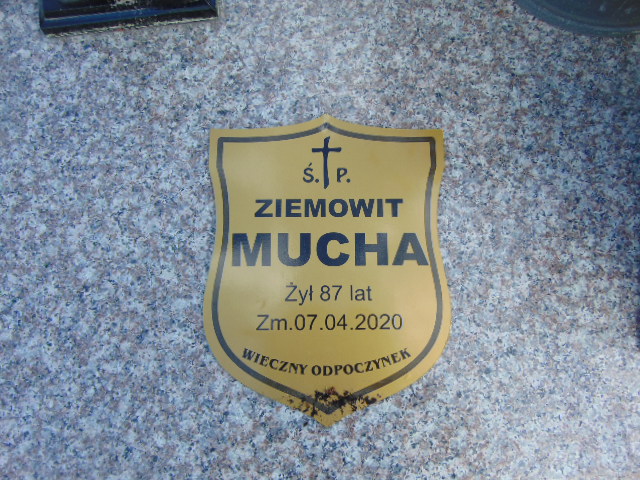 Ś. P.
ZIEMOWIT
MUCHA
Żył 87 lat
Zm.07.04.2020
WIECZNY ODPOCZYNEK